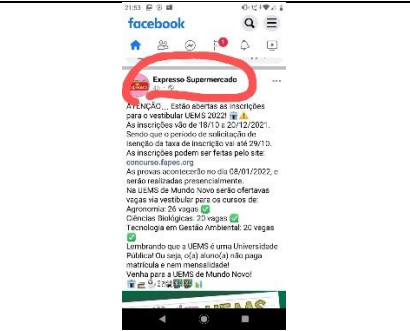 21:53
facebook
Expresso Supermercado
ATENÇÃO,,, Estão abertas as inscrições
para o vestibular UEMS 2022!
As inscrições vão de 18/10 a 20/12/2021.
Sendo que o período de solicitação de
isenção da taxa de inscrição vai até 29/10.
As inscrições podem ser feitas pelo site:
concurso.fapec.org
As provas acontecerão no dia 08/01/2022, e
serão realizadas presencialmente.
Na UEMS de Mundo Novo serão ofertavas
vagas via vestibular para os cursos de:
Agronomia: 26 vagas
Ciências Biológicas: 20 vagas
Tecnologia em Gestão Ambiental: 20 vagas
Lembrando que a UEMS é uma Universidade
Pública! Ou seja, o(a) aluno(a) não paga
matrícula e nem mensalidade!
Venha para a UEMS de Mundo Novo!
UEMS